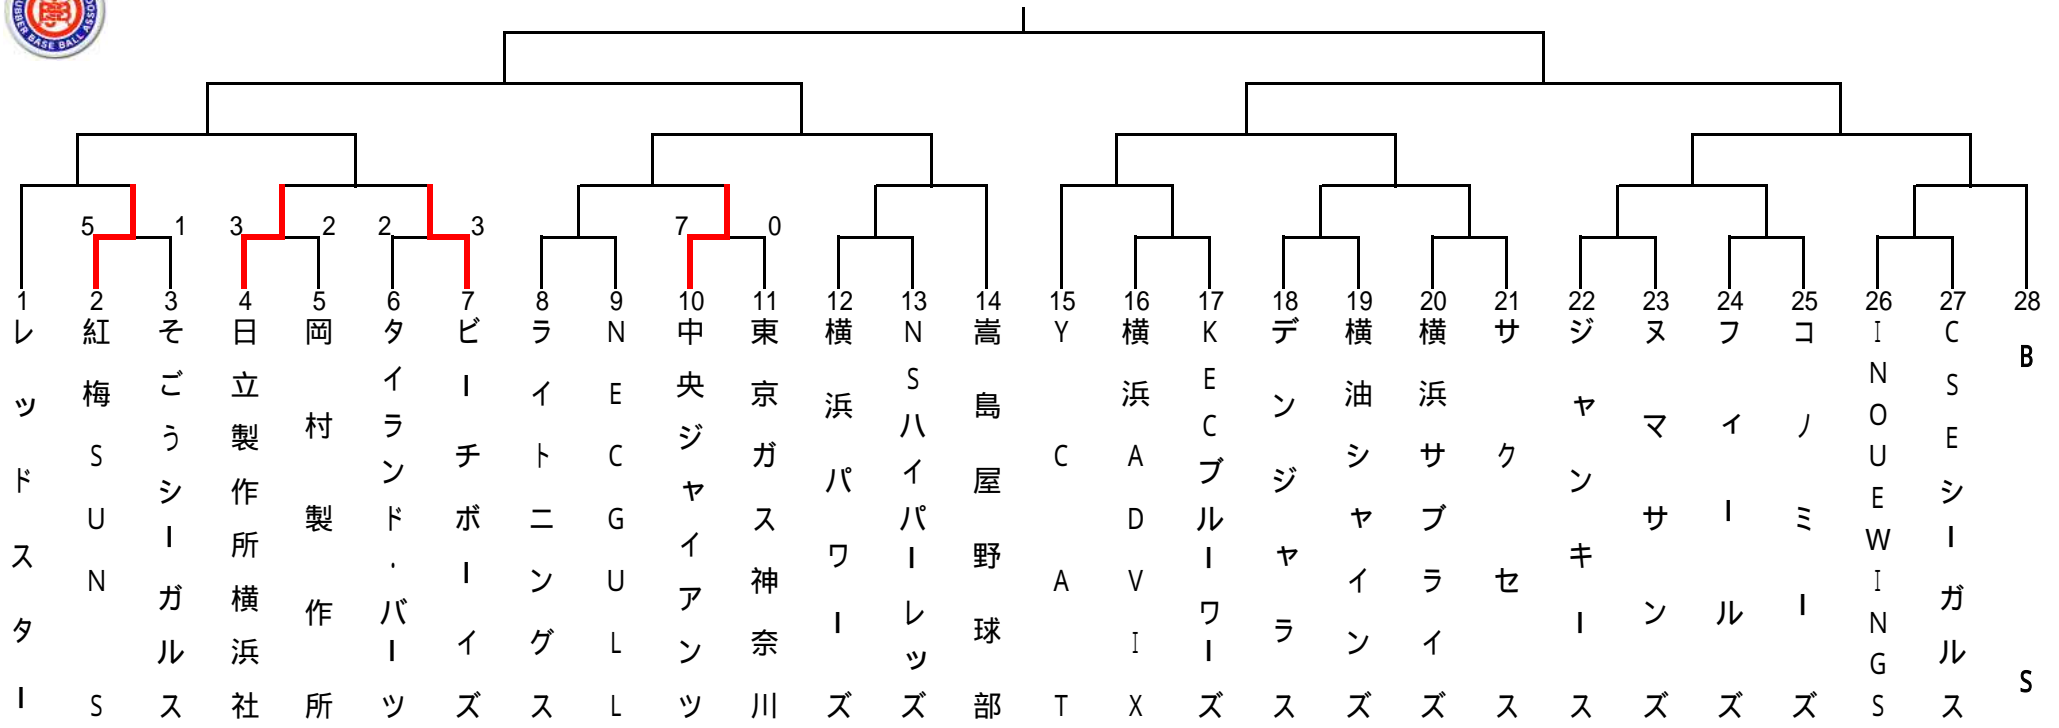 RUBBER BASE BALL ASSOC
5 1 3 2 2 3 7 0
1 レッドスター
2 紅梅SUNS
3 そごうシーガルス
4 日立製作所横浜支社
5 岡村製作所
6 タイランド・バーツ
7 ビーチボーイズ
8 ライトニングス
9 NECGULL
10 中央ジャイアンツ
11 東京ガス神奈川
12 横浜パワーズ
13 NSハイパーレッズ
14 嵩島屋野球部
15 YCAT
16 横浜ADVIX
17 KECブルーワーズ
18 デンジャラス
19 横油シャインズ
20 横浜サブライズ
21 サクセス
22 ジャンキース
23 ヌマサンズ
24 フィールズ
25 コノミーズ
26 INOUEWINGS
27 CSEシーガルス
28 BS